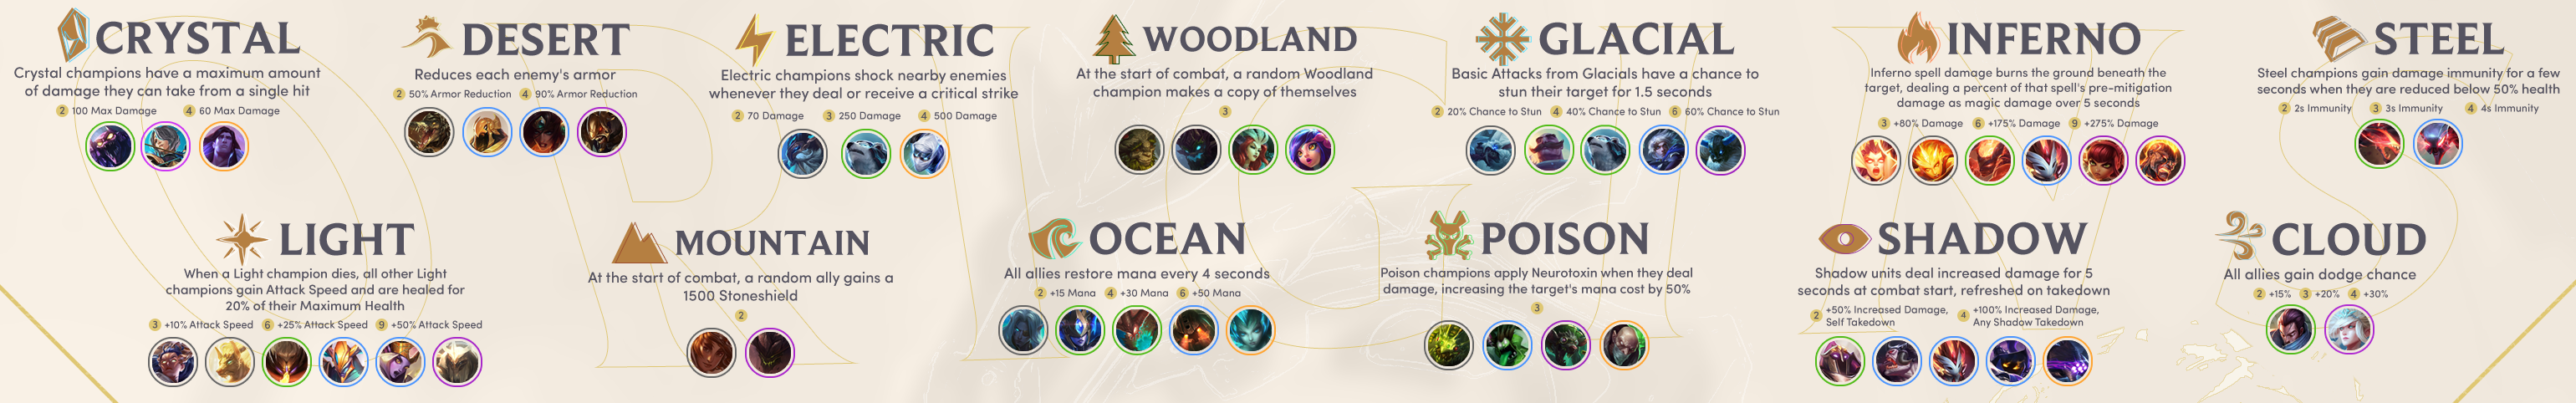 CRYSTAL
Crystal champions have a maximum amount
of damage they can take from a single hit
2 100 Max Damage 4 60 Max Damage
DESERT
Reduces each enemy's armor
2 50% Armor Reduction 4 90% Armor Reduction
ELECTRIC
Electric champions shock nearby enemies
whenever they deal or receive a critical strike
2 70 Damage 3 250 Damage 4 500 Damage
WOODLAND
At the start of combat, a random Woodland
champion makes a copy of themselves
3
GLACIAL
Basic Attacks from Glacials have a chance to
stun their target for 1.5 seconds
2 20% Chance to Stun 4 40% Chance to Stun 6 60% Chance to Stun
INFERNO
Inferno spell damage burns the ground beneath the
target, dealing a percent of that spell's pre-mitigation
damage as magic damage over 5 seconds
3 +80% Damage 6 +175% Damage 9 +275% Damage
STEEL
Steel champions gain damage immunity for a few
seconds when they are reduced below 50% health
2 2s Immunity 3 3s Immunity 4 4s Immunity
LIGHT
When a Light champion dies, all other Light
champions gain Attack Speed and are healed for
20% of their Maximum Health
3 +10% Attack Speed 6 +25% Attack Speed 9 +50% Attack Speed
MOUNTAIN
At the start of combat, a random ally gains a
1500 Stoneshield
2
OCEAN
All allies restore mana every 4 seconds
2 +15 Mana 4 +30 Mana 6 +50 Mana
POISON
Poison champions apply Neurotoxin when they deal
damage, increasing the target's mana cost by 50%
3
SHADOW
Shadow units deal increased damage for 5
seconds at combat start, refreshed on takedown
2 +50% Increased Damage,
Self Takedown
4 +100% Increased Damage,
Any Shadow Takedown
CLOUD
All allies gain dodge chance
2 +15% 3 +20% 4 +30%